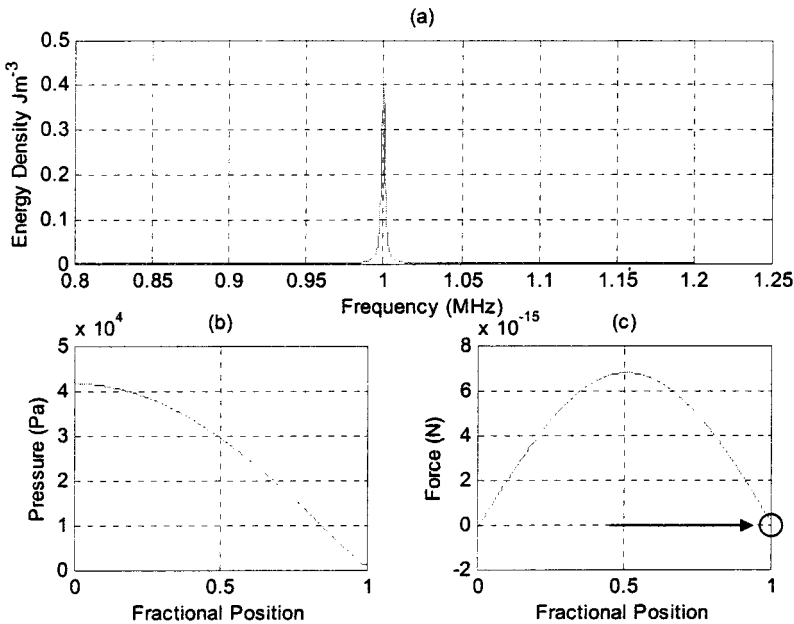 (a)
Energy Density Jm⁻³
0.5
0.4
0.3
0.2
0.1
0
0.8 0.85 0.9 0.95 1 1.05 1.1 1.15 1.2 1.25
Frequency (MHz)
(b)
x 10⁴
Pressure (Pa)
5
4
3
2
1
0
0 0.5 1
Fractional Position
(c)
x 10⁻¹⁵
Force (N)
8
6
4
2
0
-2
0 0.5 1
Fractional Position